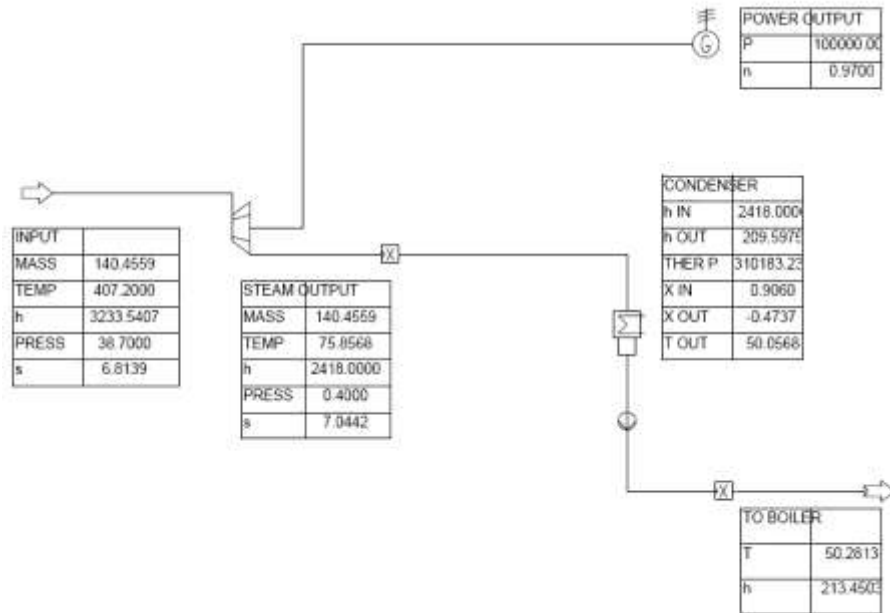 POWER OUTPUT
P 100000.00
n 0.9700
G
CONDENSER
h IN 2418.000
h OUT 209.5975
THER P 310183.23
X IN 0.9060
X OUT -0.4737
T OUT 50.0568
INPUT
MASS 140.4559
TEMP 407.2000
h 3233.5407
PRESS 38.7000
s 6.8139
X
STEAM OUTPUT
MASS 140.4559
TEMP 75.8568
h 2418.0000
PRESS 0.4000
s 7.0442
Σ
X
TO BOILER
T 50.2813
h 213.4503